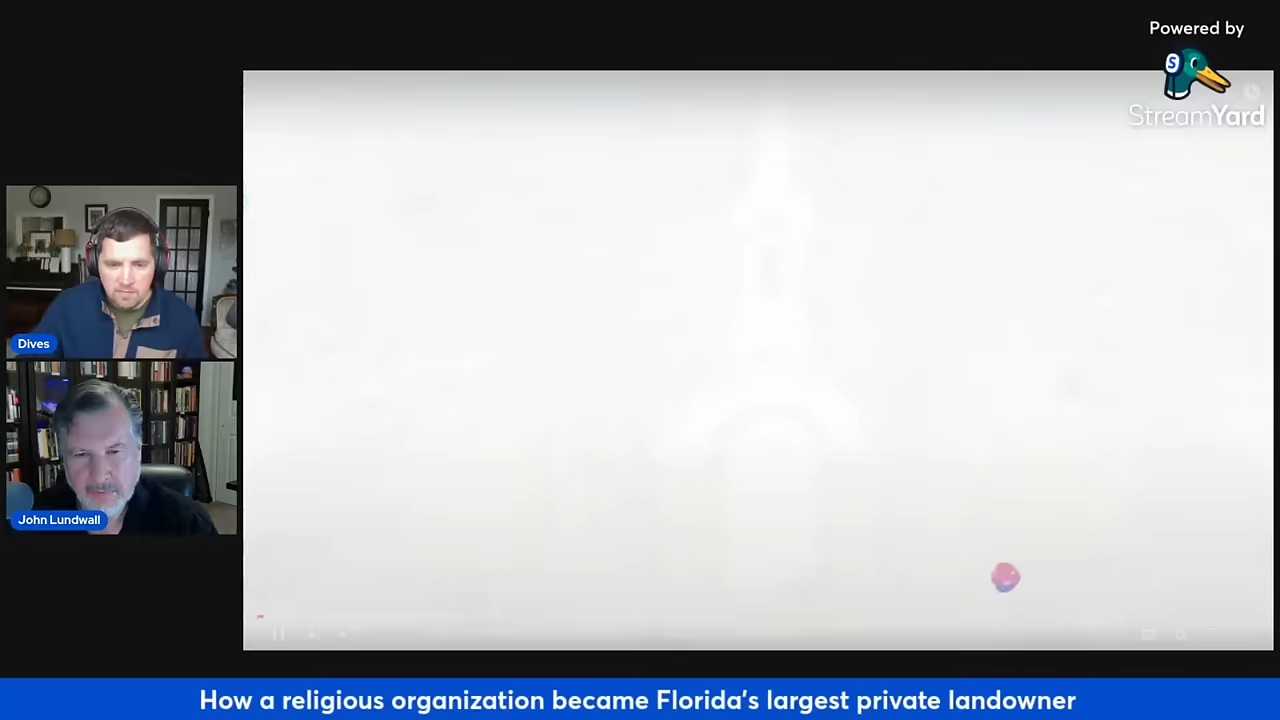 Powered by
S
StreamYard
Dives
John Lundwall
How a religious organization became Florida's largest private landowner